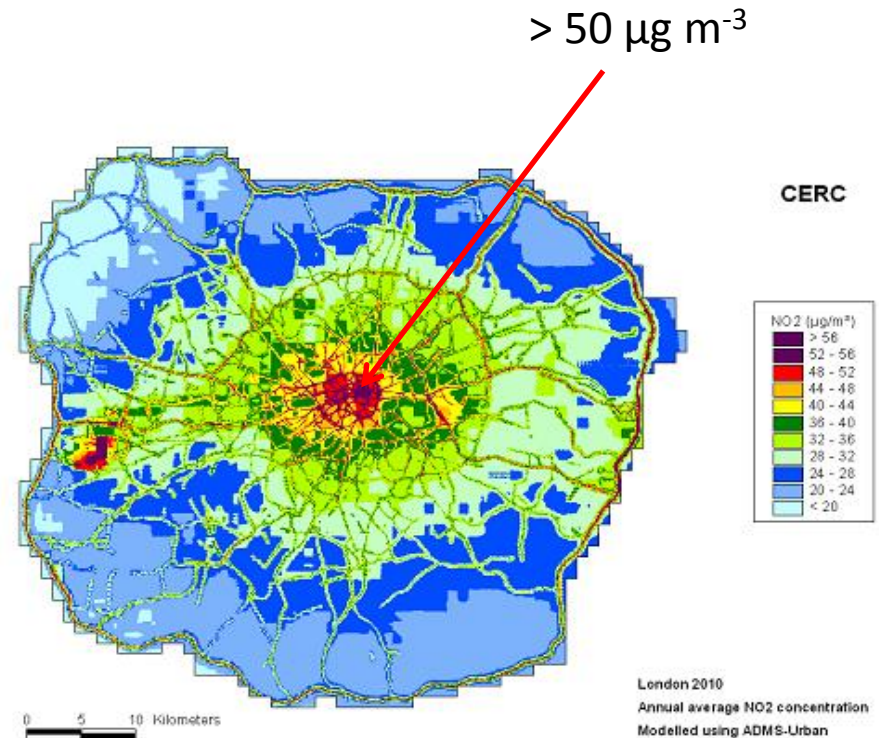 > 50 µg m-3
CERC
NO2 (µg/m³)
> 56
52 - 56
48 - 52
44 - 48
40 - 44
36 - 40
32 - 36
28 - 32
24 - 28
20 - 24
< 20
London 2010
Annual average NO2 concentration
Modelled using ADMS-Urban
0 5 10 Kilometers